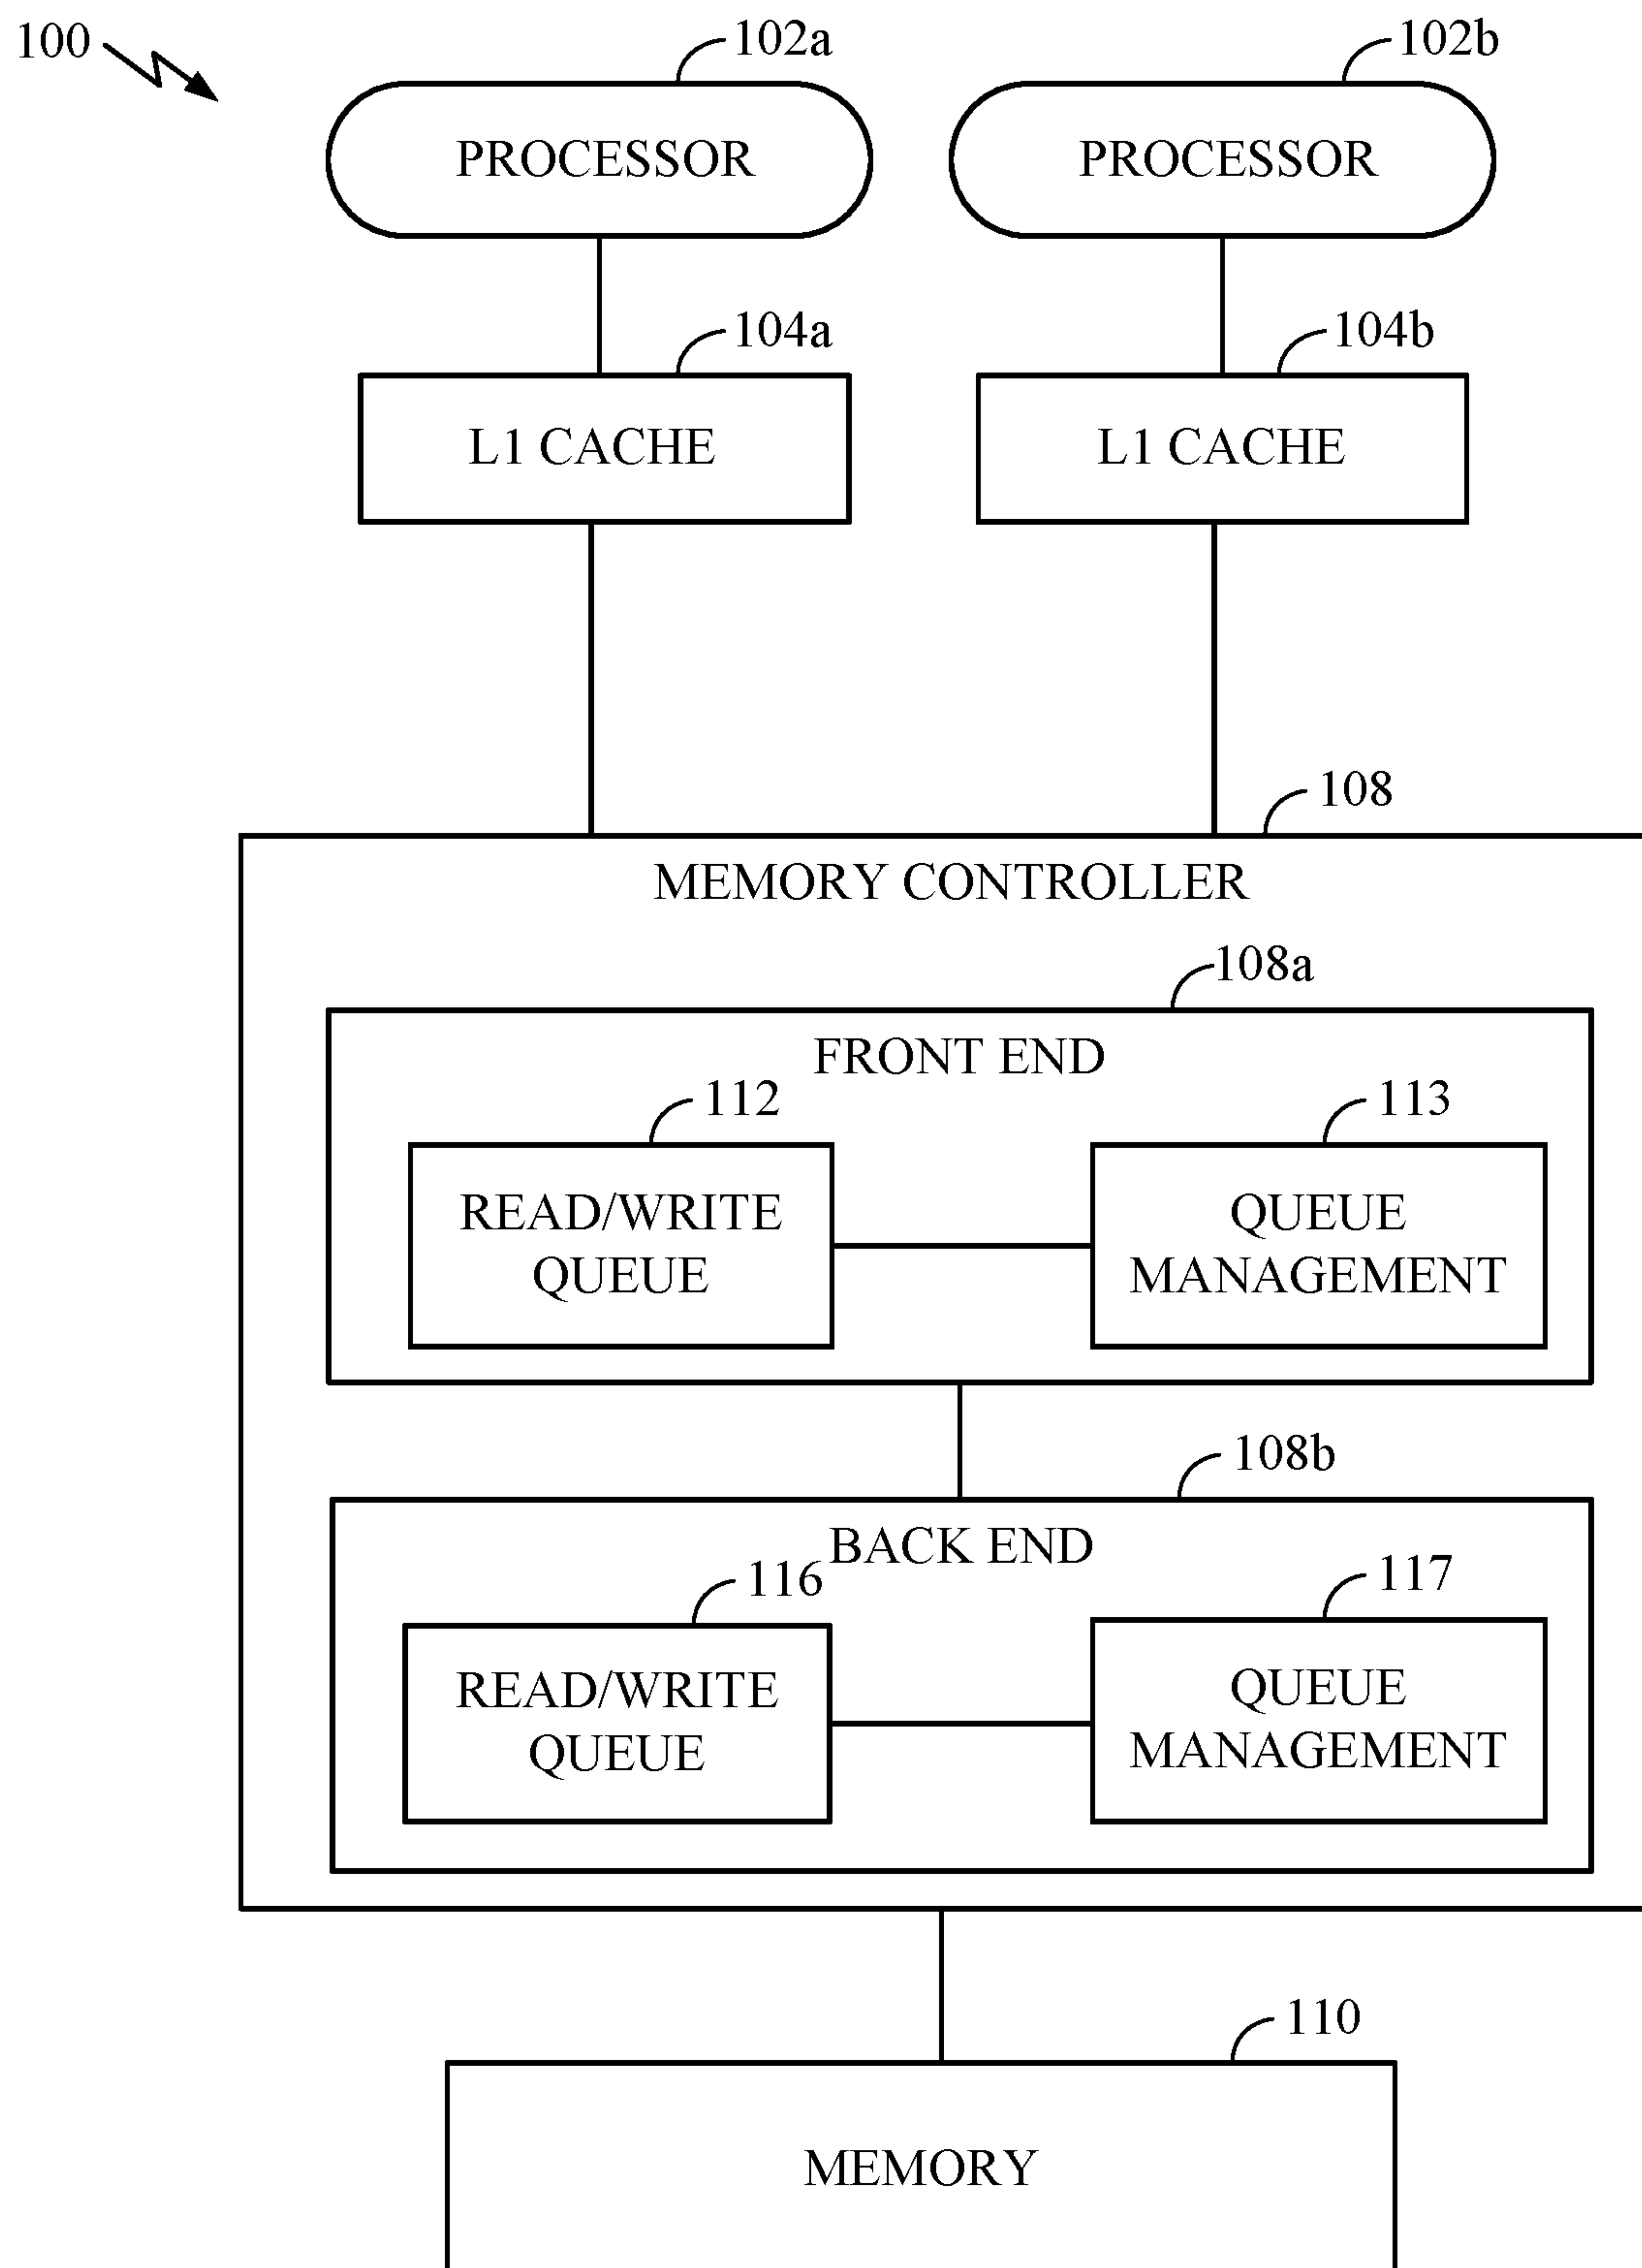 100
102a
102b
PROCESSOR
PROCESSOR
104a
104b
L1 CACHE
L1 CACHE
108
MEMORY CONTROLLER
108a
FRONT END
112
113
READ/WRITE
QUEUE
QUEUE
MANAGEMENT
108b
BACK END
116
117
READ/WRITE
QUEUE
QUEUE
MANAGEMENT
110
MEMORY